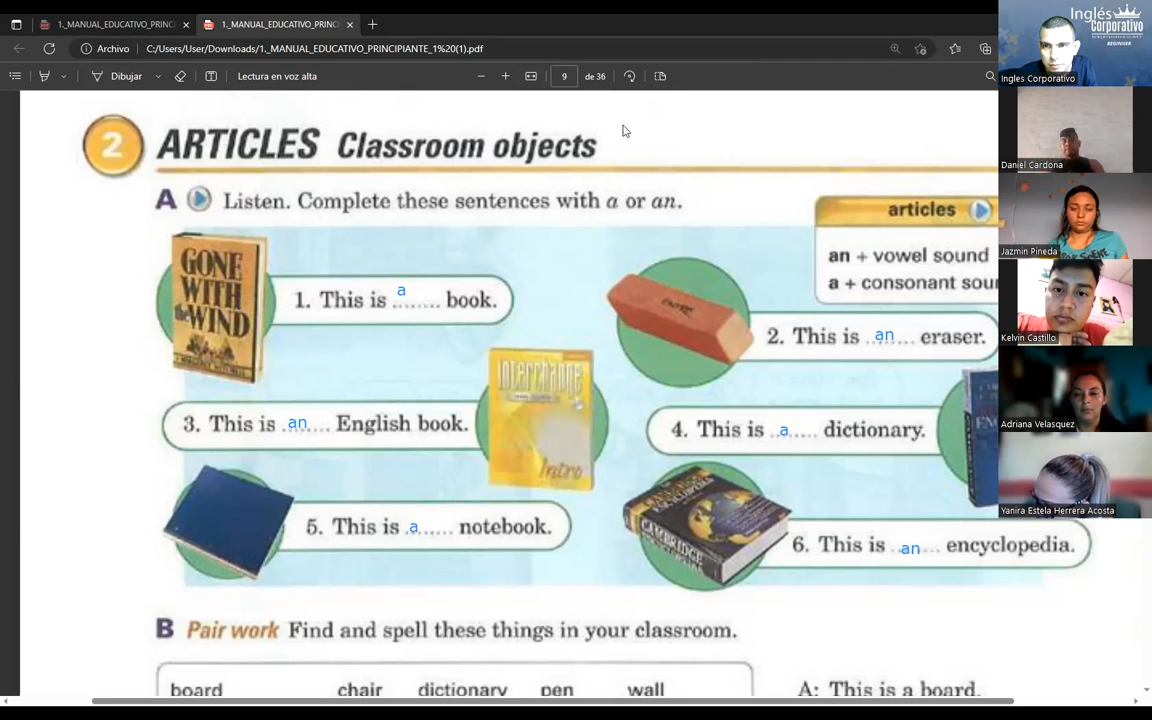 1._MANUAL_EDUCATIVO_PRINC
1._MANUAL_EDUCATIVO_PRINC
Archivo
C:/Users/User/Downloads/1._MANUAL_EDUCATIVO_PRINCIPIANTE_1%20(1).pdf
Dibujar
Lectura en voz alta
9
de 36
2
ARTICLES Classroom objects
A Listen. Complete these sentences with a or an.
articles
an + vowel sound
a + consonant soun
GONE
WITH
the WIND
1. This is a book.
2. This is an eraser.
interchange
Intro
3. This is an English book.
4. This is a dictionary.
5. This is a notebook.
ENCYCLOPEDIA
CAMBRIDGE
6. This is an encyclopedia.
B Pair work Find and spell these things in your classroom.
board chair dictionary pen wall
A: This is a board.
Inglés
Corporativo
BEGINNER
Ingles Corporativo
Daniel Cardona
Jazmin Pineda
Kelvin Castillo
Adriana Velasquez
Yanira Estela Herrera Acosta